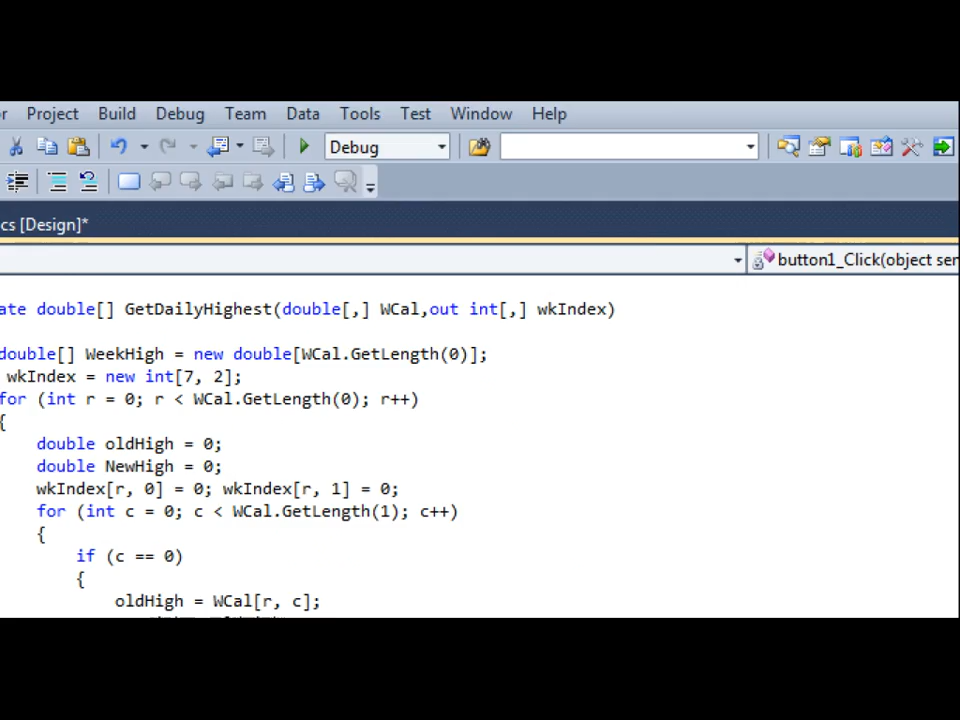 r Project Build Debug Team Data Tools Test Window Help
Debug
cs [Design]*
button1_Click(object sen
ate double[] GetDailyHighest(double[,] WCal,out int[,] wkIndex)
double[] WeekHigh = new double[WCal.GetLength(0)];
wkIndex = new int[7, 2];
for (int r = 0; r < WCal.GetLength(0); r++)
{
double oldHigh = 0;
double NewHigh = 0;
wkIndex[r, 0] = 0; wkIndex[r, 1] = 0;
for (int c = 0; c < WCal.GetLength(1); c++)
{
if (c == 0)
{
oldHigh = WCal[r, c];